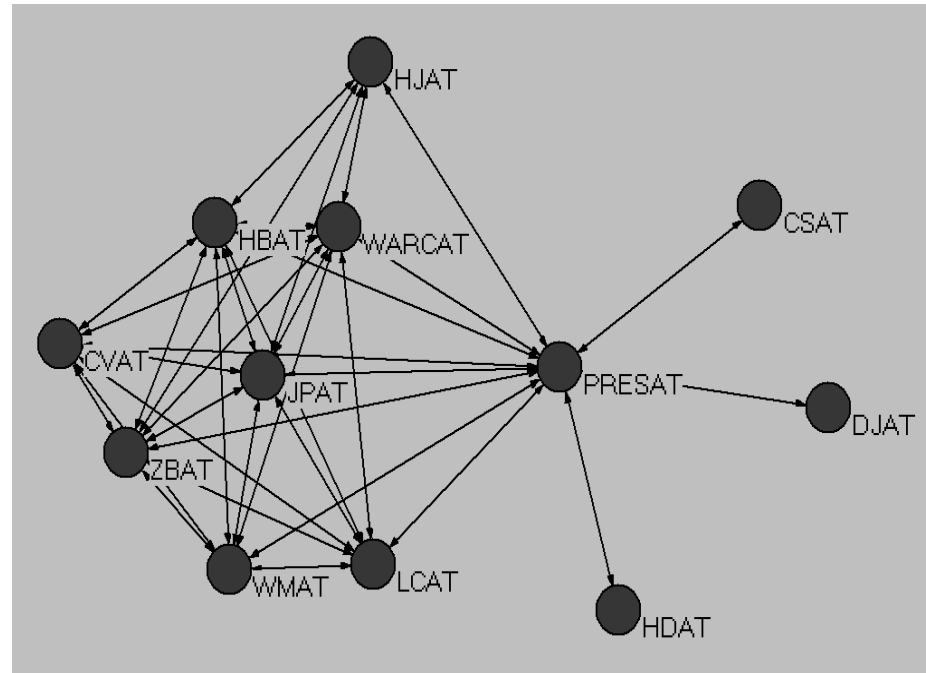 HJAT
CSAT
HBAT
WARCAT
CVAT
JPAT
PRESAT
DJAT
ZBAT
WMAT
LCAT
HDAT